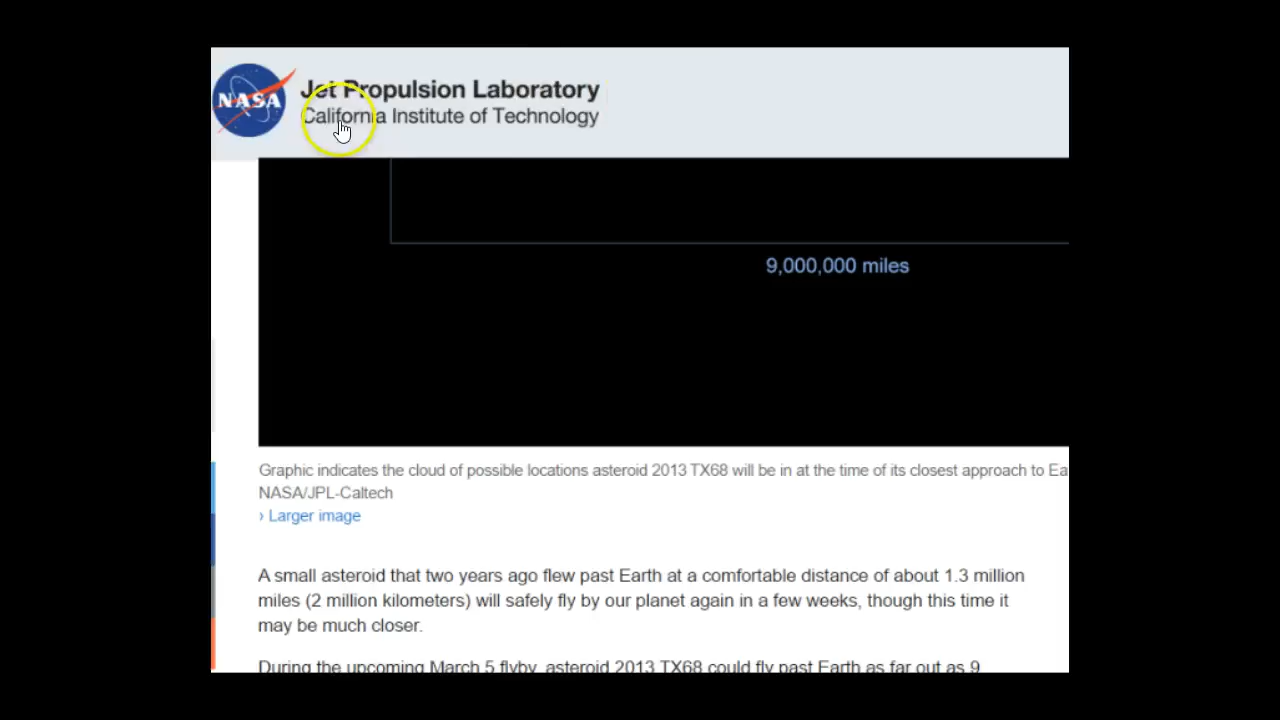 NASA
Jet Propulsion Laboratory
California Institute of Technology
9,000,000 miles
Graphic indicates the cloud of possible locations asteroid 2013 TX68 will be in at the time of its closest approach to Ea
NASA/JPL-Caltech
› Larger image
A small asteroid that two years ago flew past Earth at a comfortable distance of about 1.3 million
miles (2 million kilometers) will safely fly by our planet again in a few weeks, though this time it
may be much closer.
During the upcoming March 5 flyby, asteroid 2013 TX68 could fly past Earth as far out as 9